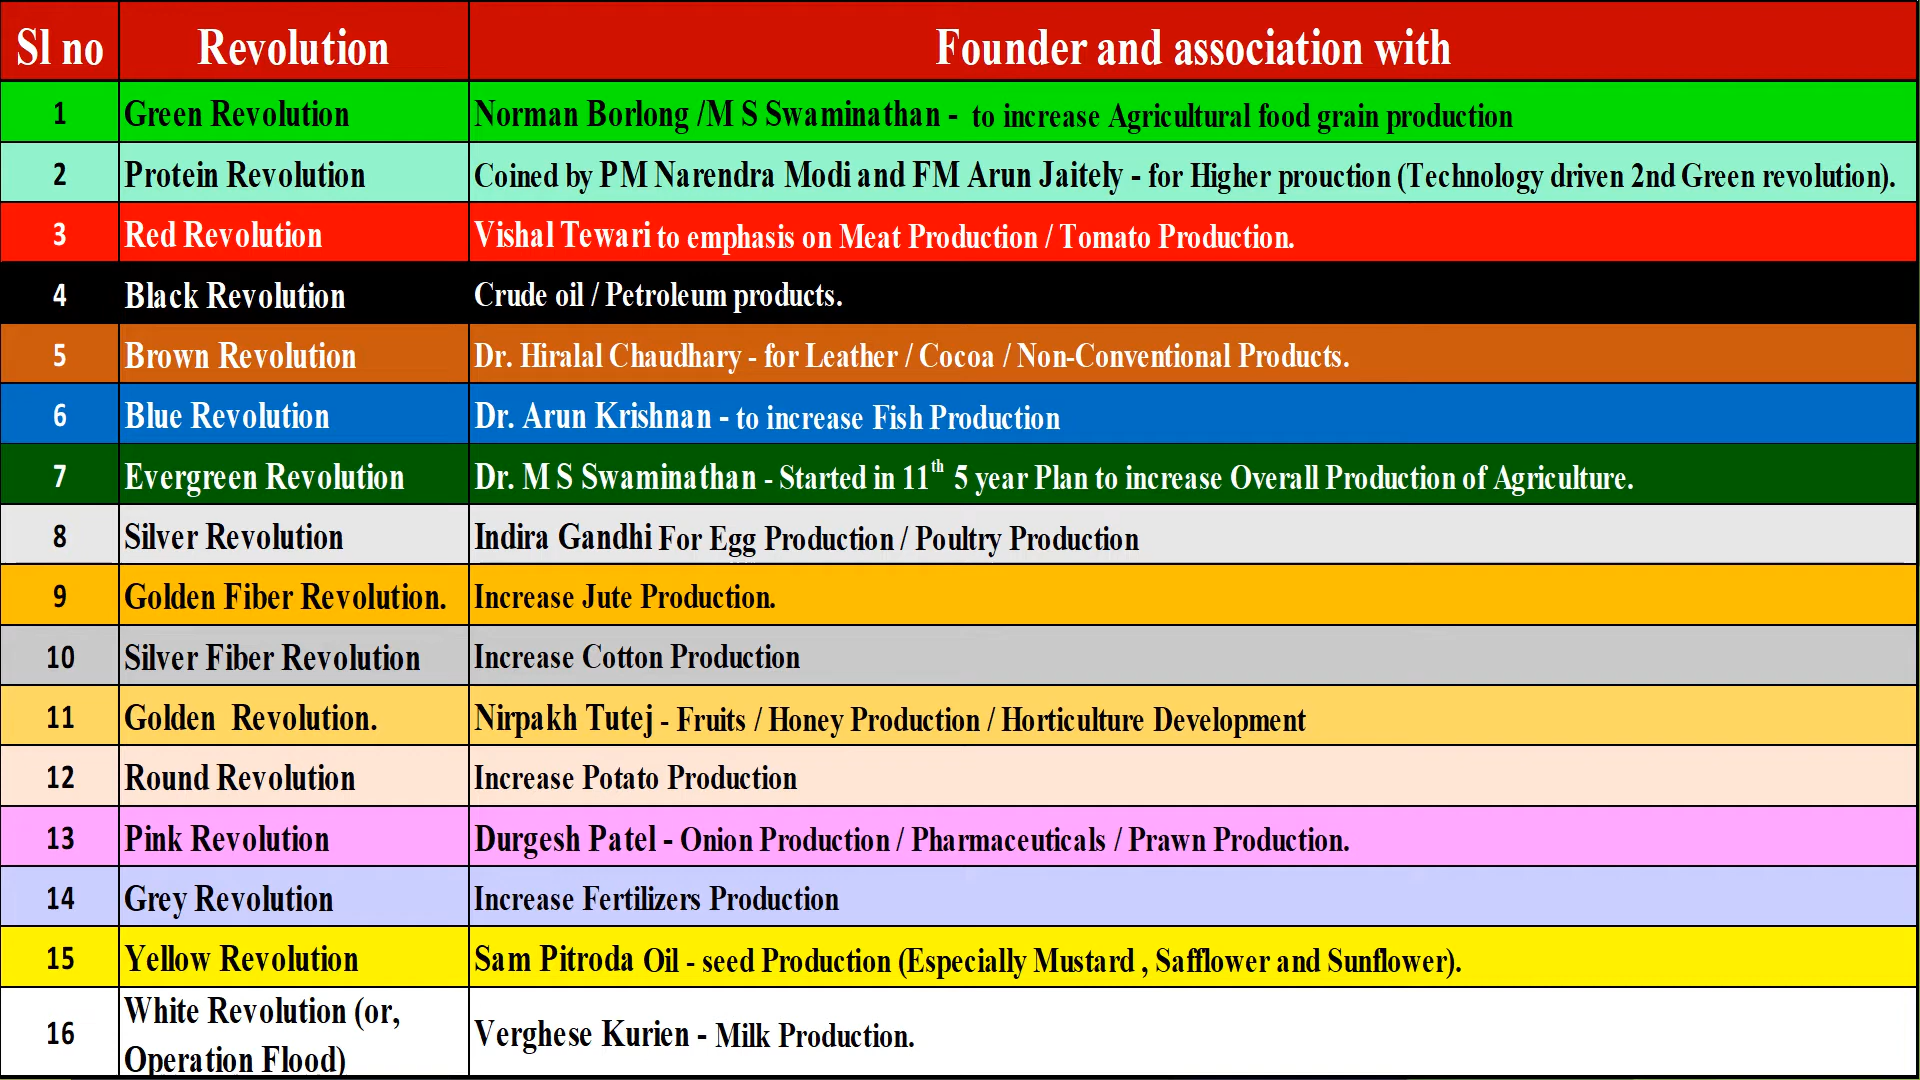 Sl no Revolution Founder and association with
1 Green Revolution Norman Borlong /M S Swaminathan - to increase Agricultural food grain production
2 Protein Revolution Coined by PM Narendra Modi and FM Arun Jaitely - for Higher prouction (Technology driven 2nd Green revolution).
3 Red Revolution Vishal Tewari to emphasis on Meat Production / Tomato Production.
4 Black Revolution Crude oil / Petroleum products.
5 Brown Revolution Dr. Hiralal Chaudhary - for Leather / Cocoa / Non-Conventional Products.
6 Blue Revolution Dr. Arun Krishnan - to increase Fish Production
7 Evergreen Revolution Dr. M S Swaminathan - Started in 11th 5 year Plan to increase Overall Production of Agriculture.
8 Silver Revolution Indira Gandhi For Egg Production / Poultry Production
9 Golden Fiber Revolution. Increase Jute Production.
10 Silver Fiber Revolution Increase Cotton Production
11 Golden Revolution. Nirpakh Tutej - Fruits / Honey Production / Horticulture Development
12 Round Revolution Increase Potato Production
13 Pink Revolution Durgesh Patel - Onion Production / Pharmaceuticals / Prawn Production.
14 Grey Revolution Increase Fertilizers Production
15 Yellow Revolution Sam Pitroda Oil - seed Production (Especially Mustard , Safflower and Sunflower).
16 White Revolution (or,
Operation Flood) Verghese Kurien - Milk Production.